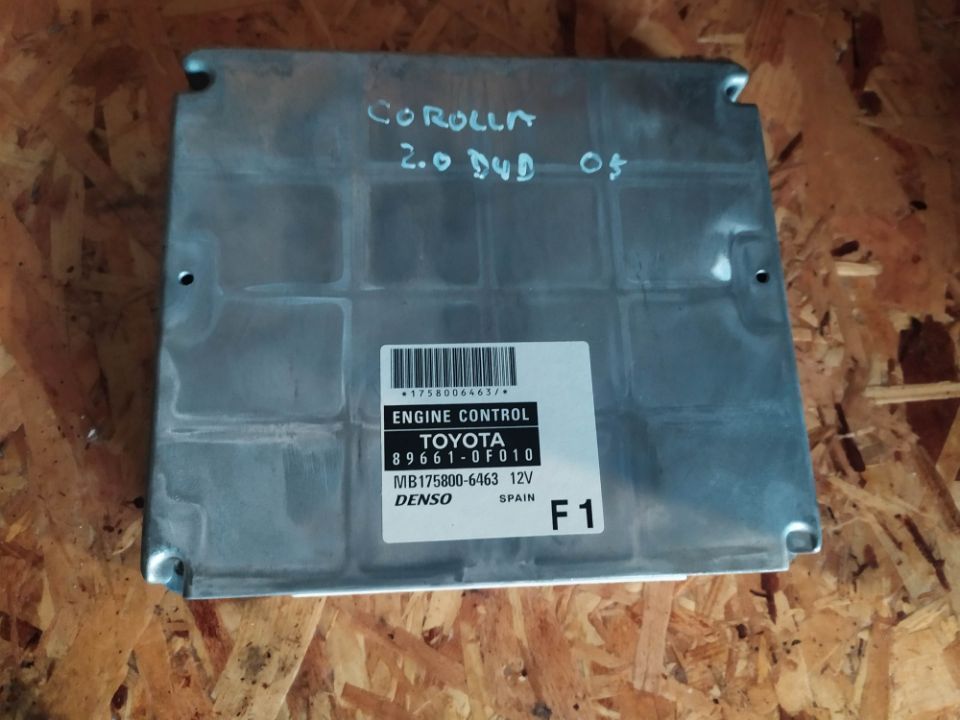 COROLLA
2.0 D4D 05
*1758006463/*
ENGINE CONTROL
TOYOTA
89661-0F010
MB175800-6463 12V
DENSO SPAIN
F1